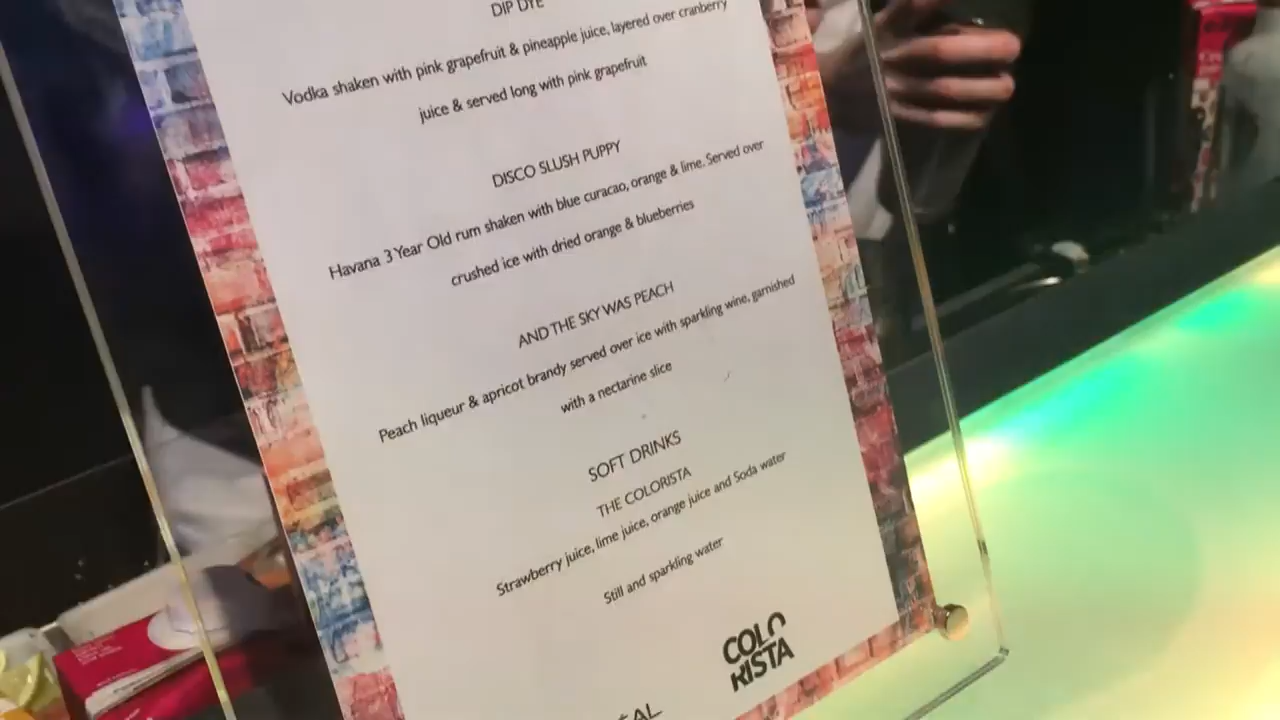 DIP DYE
Vodka shaken with pink grapefruit & pineapple juice, layered over cranberry
juice & served long with pink grapefruit
DISCO SLUSH PUPPY
Havana 3 Year Old rum shaken with blue curacao, orange & lime. Served over
crushed ice with dried orange & blueberries
AND THE SKY WAS PEACH
Peach liqueur & apricot brandy served over ice with sparkling wine, garnished
with a nectarine slice
SOFT DRINKS
THE COLORISTA
Strawberry juice, lime juice, orange juice and Soda water
Still and sparkling water
COLO
RISTA